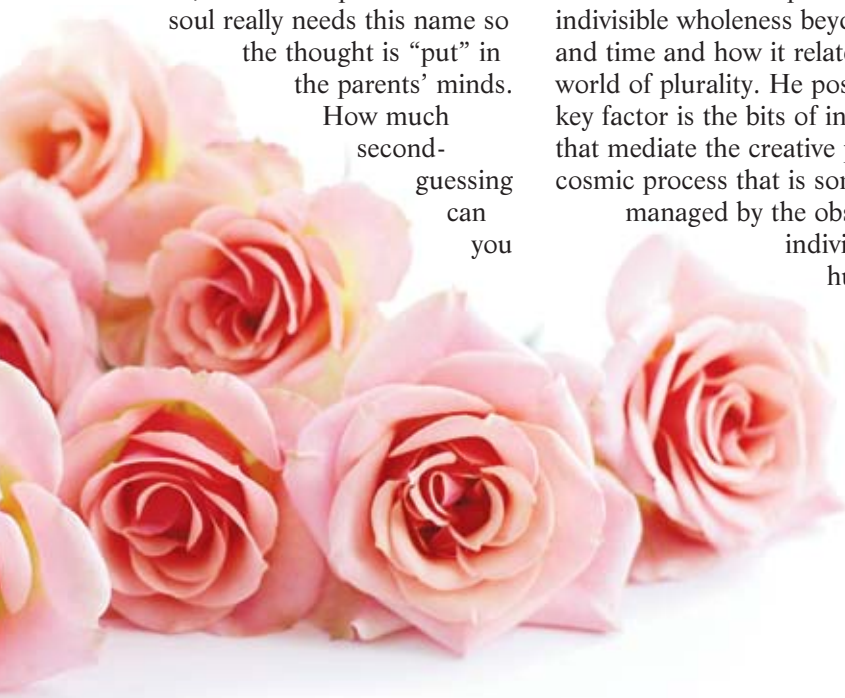 soul really needs this name so
the thought is “put” in
the parents’ minds.
How much
second-
guessing
can
you
indivisible wholeness
and time and how it
world of plurality. He
key factor is the bits of
that mediate the creative
cosmic process that is
managed by the